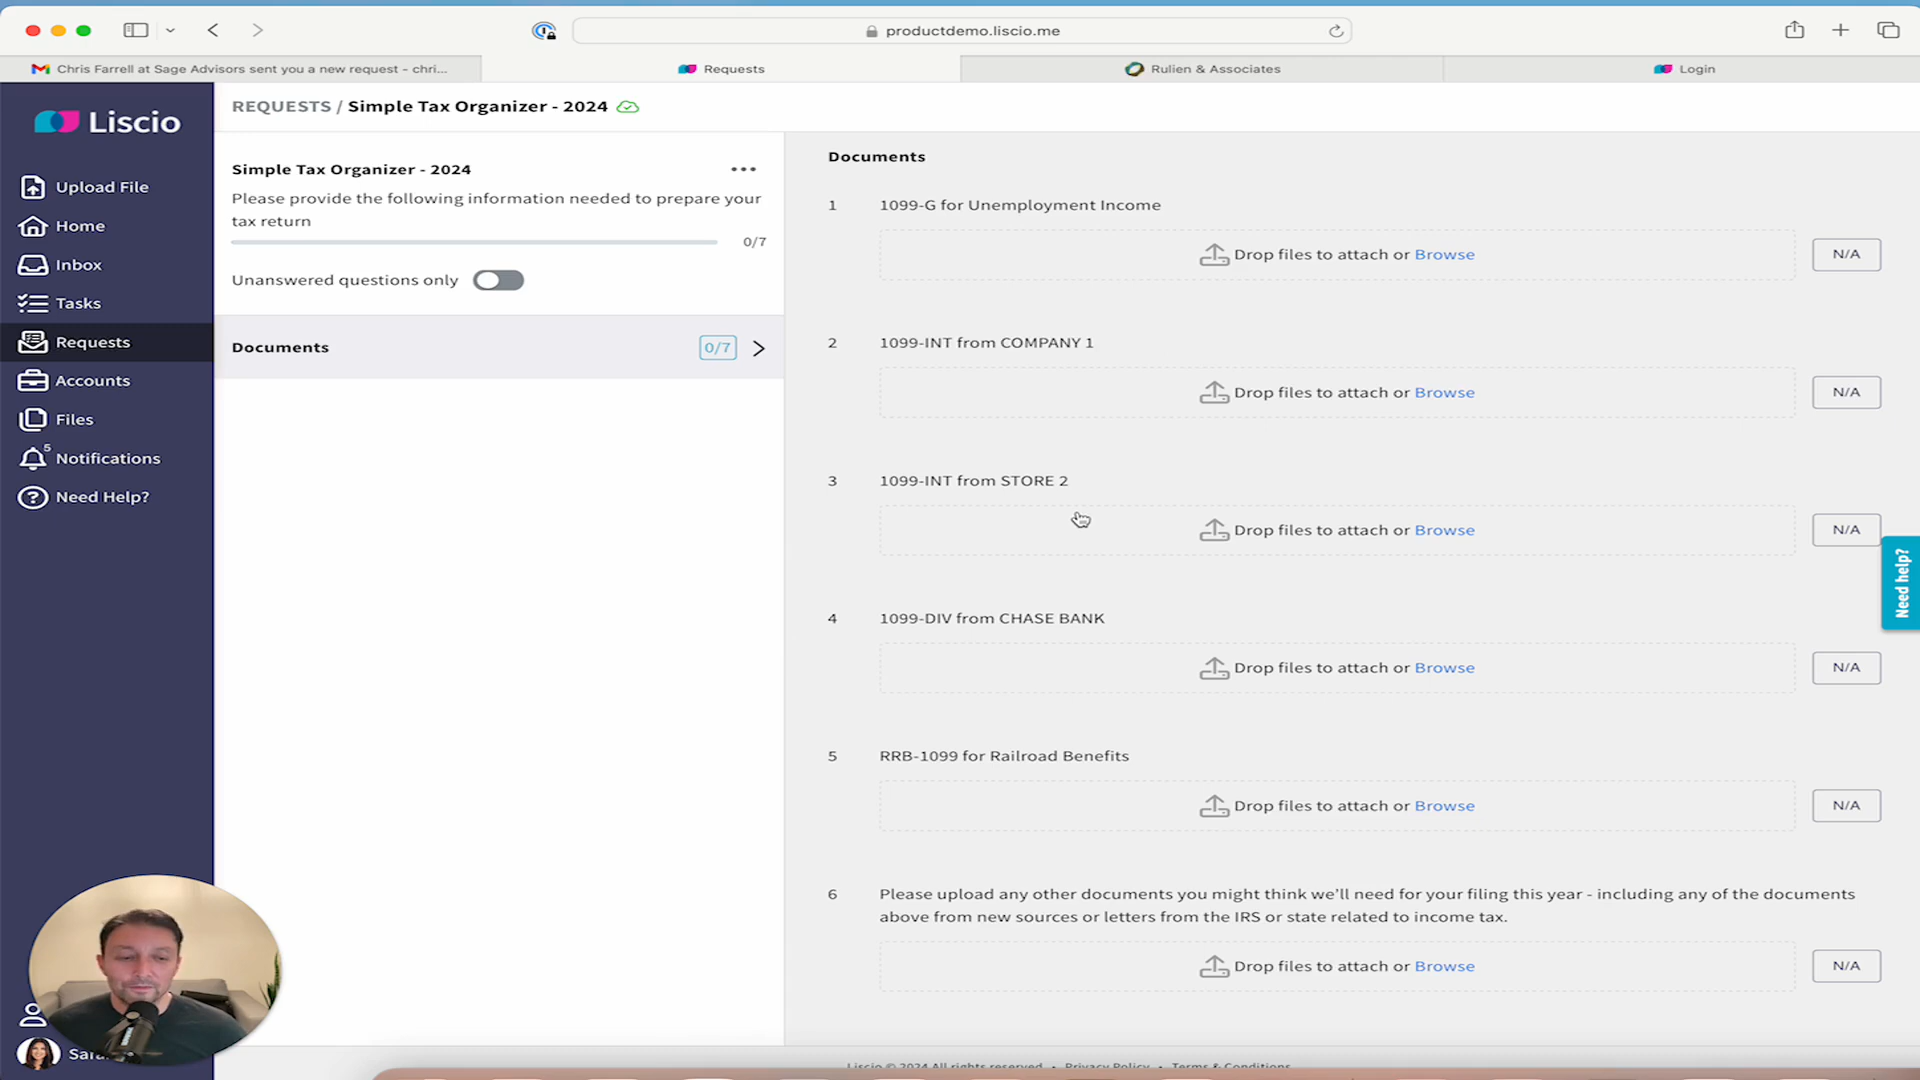 productdemo.liscio.me
Chris Farrell at Sage Advisors sent you a new request - chri...
Requests
Rulien & Associates
Login
Liscio
Upload File
Home
Inbox
Tasks
Requests
Accounts
Files
5
Notifications
Need Help?
REQUESTS / Simple Tax Organizer - 2024
Simple Tax Organizer - 2024
Please provide the following information needed to prepare your
tax return
0/7
Unanswered questions only
Documents
0/7
Documents
1
1099-G for Unemployment Income
Drop files to attach or Browse
N/A
2
1099-INT from COMPANY 1
Drop files to attach or Browse
N/A
3
1099-INT from STORE 2
Drop files to attach or Browse
N/A
4
1099-DIV from CHASE BANK
Drop files to attach or Browse
N/A
5
RRB-1099 for Railroad Benefits
Drop files to attach or Browse
N/A
6
Please upload any other documents you might think we'll need for your filing this year - including any of the documents
above from new sources or letters from the IRS or state related to income tax.
Drop files to attach or Browse
N/A
Need help?
Liscio © 2024 All rights reserved • Privacy Policy • Terms & Conditions